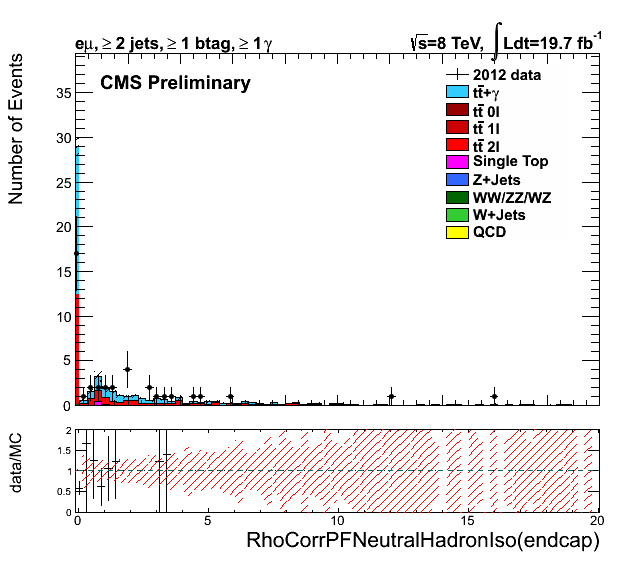 eμ, ≥ 2 jets, ≥ 1 btag, ≥ 1 γ
√s=8 TeV, ∫ Ldt=19.7 fb⁻¹
CMS Preliminary
2012 data
tt̄+γ
tt̄ 0l
tt̄ 1l
tt̄ 2l
Single Top
Z+Jets
WW/ZZ/WZ
W+Jets
QCD
Number of Events
35
30
25
20
15
10
5
0
data/MC
2
1.5
1
0.5
0
0 5 10 15 20
RhoCorrPFNeutralHadronIso(endcap)